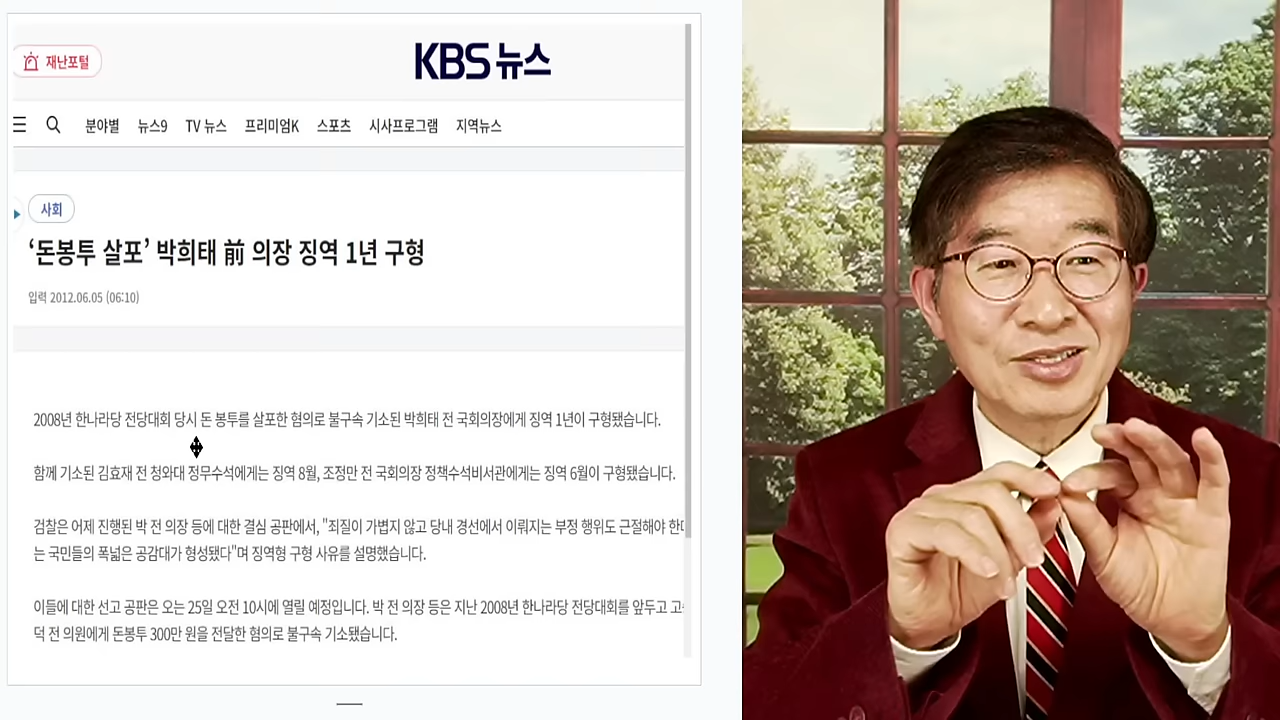 재난포털
KBS 뉴스
분야별 뉴스9 TV 뉴스 프리미엄K 스포츠 시사프로그램 지역뉴스
사회
‘돈봉투 살포’ 박희태 前 의장 징역 1년 구형
입력 2012.06.05 (06:10)
2008년 한나라당 전당대회 당시 돈 봉투를 살포한 혐의로 불구속 기소된 박희태 전 국회의장에게 징역 1년이 구형됐습니다.
함께 기소된 김효재 전 청와대 정무수석에게는 징역 8월, 조정만 전 국회의장 정책수석비서관에게는 징역 6월이 구형됐습니다.
검찰은 어제 진행된 박 전 의장 등에 대한 결심 공판에서, "죄질이 가볍지 않고 당내 경선에서 이뤄지는 부정 행위도 근절해야 한다
는 국민들의 폭넓은 공감대가 형성됐다"며 징역형 구형 사유를 설명했습니다.
이들에 대한 선고 공판은 오는 25일 오전 10시에 열릴 예정입니다. 박 전 의장 등은 지난 2008년 한나라당 전당대회를 앞두고 고승
덕 전 의원에게 돈봉투 300만 원을 전달한 혐의로 불구속 기소됐습니다.